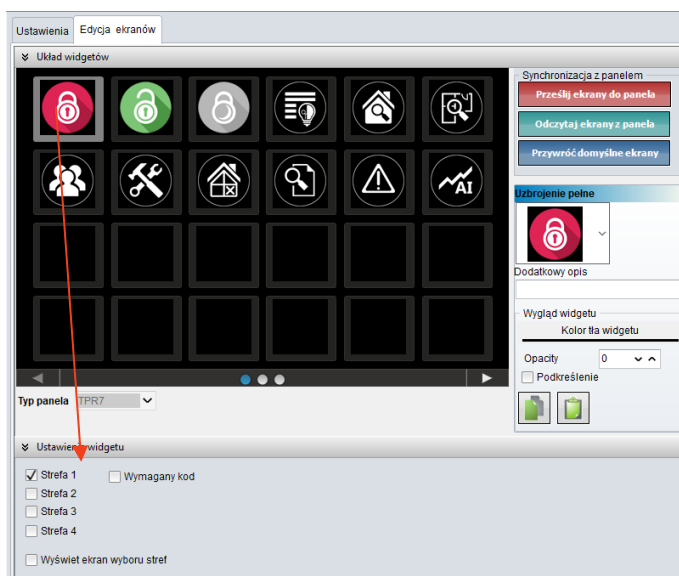 Ustawienia Edycja ekranów
Układ widgetów
Synchronizacja z panelem
Prześlij ekrany do panela
Odczytaj ekrany z panela
Przywróć domyślne ekrany
AI
Uzbrojenie pełne
Dodatkowy opis
Wygląd widgetu
Kolor tła widgetu
Opacity 0
Podkreślenie
Typ panela TPR7
Ustawienia widgetu
Strefa 1 Wymagany kod
Strefa 2
Strefa 3
Strefa 4
Wyświet ekran wyboru stref